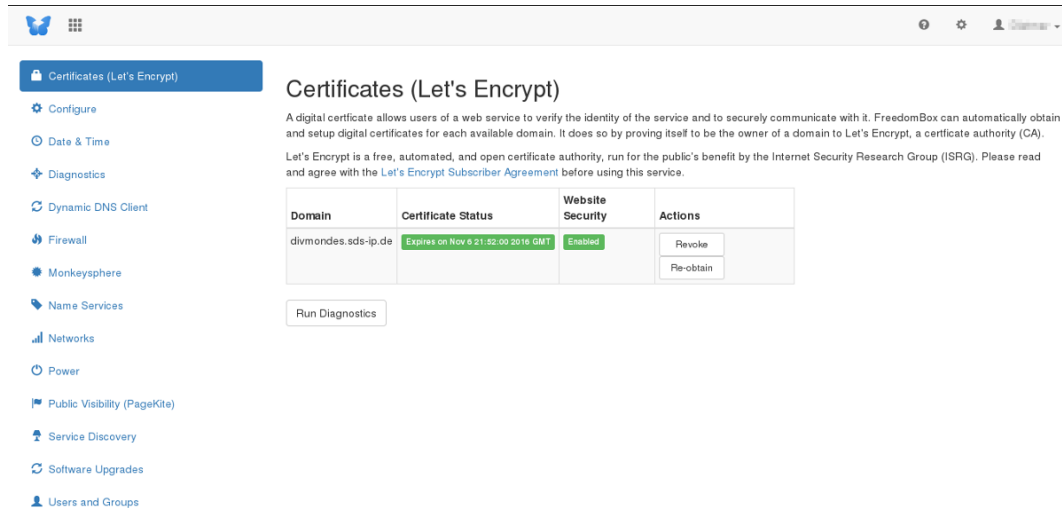 Certificates (Let's Encrypt)
Configure
Date & Time
Diagnostics
Dynamic DNS Client
Firewall
Monkeysphere
Name Services
Networks
Power
Public Visibility (PageKite)
Service Discovery
Software Upgrades
Users and Groups
Certificates (Let's Encrypt)
A digital certficate allows users of a web service to verify the identity of the service and to securely communicate with it. FreedomBox can automatically obtain
and setup digital certificates for each available domain. It does so by proving itself to be the owner of a domain to Let's Encrypt, a certficate authority (CA).
Let's Encrypt is a free, automated, and open certificate authority, run for the public's benefit by the Internet Security Research Group (ISRG). Please read
and agree with the Let's Encrypt Subscriber Agreement before using this service.
Domain Certificate Status Website Security Actions
divmondes.sds-ip.de Expires on Nov 6 21:52:00 2016 GMT Enabled Revoke
Re-obtain
Run Diagnostics